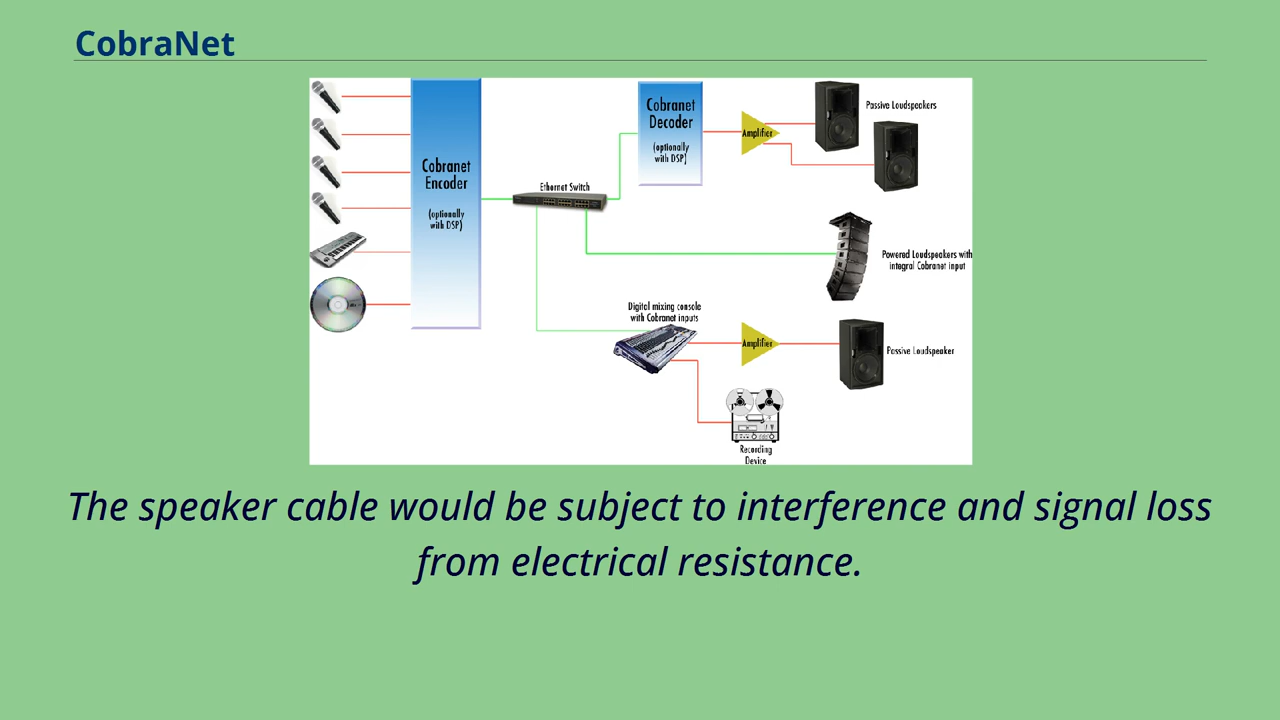 CobraNet
Cobranet
Encoder
(optionally
with DSP)
Ethernet Switch
Cobranet
Decoder
(optionally
with DSP)
Amplifier
Passive Loudspeakers
Powered Loudspeakers with
integral Cobranet input
Digital mixing console
with Cobranet inputs
Amplifier
Passive Loudspeaker
Recording
Device
The speaker cable would be subject to interference and signal loss
from electrical resistance.